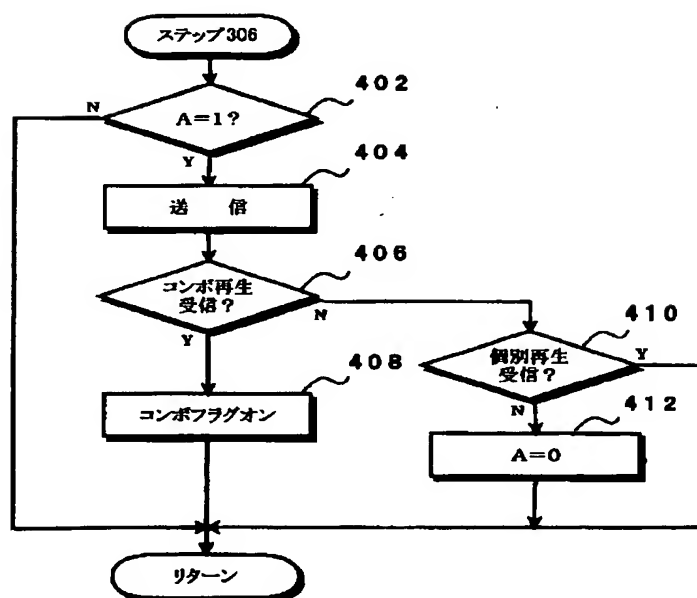 ステップ306
402
N
A=1?
Y
404
送 信
406
コンボ再生
受信?
N
Y
410
個別再生
受信?
Y
N
408
コンボフラグオン
412
A=0
リターン